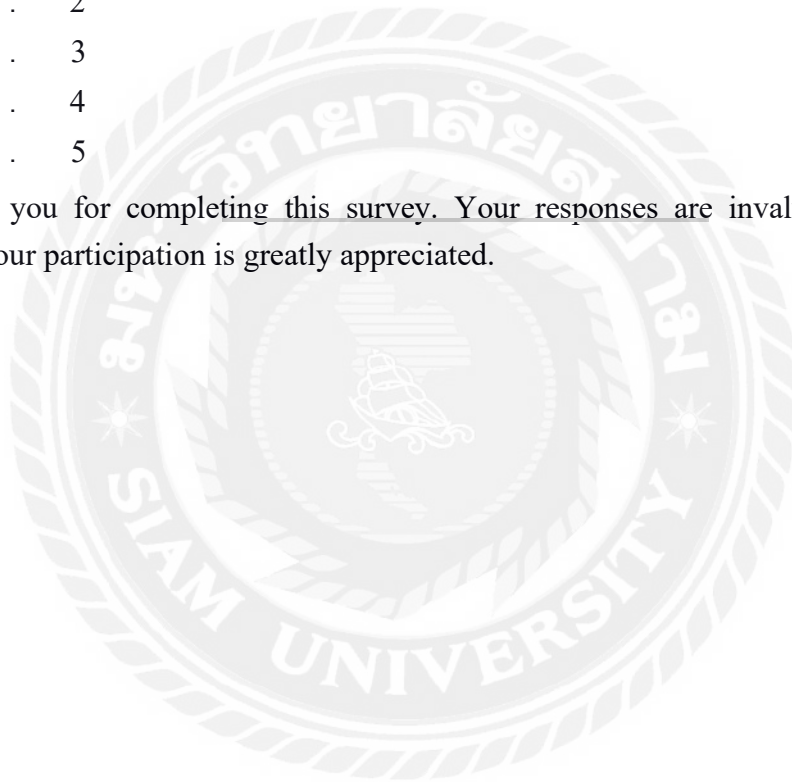 . 2
. 3
. 4
. 5
you for completing this survey. Your responses are inval
our participation is greatly appreciated.
มหาวิทยาลัยสยาม
SIAM UNIVERSITY